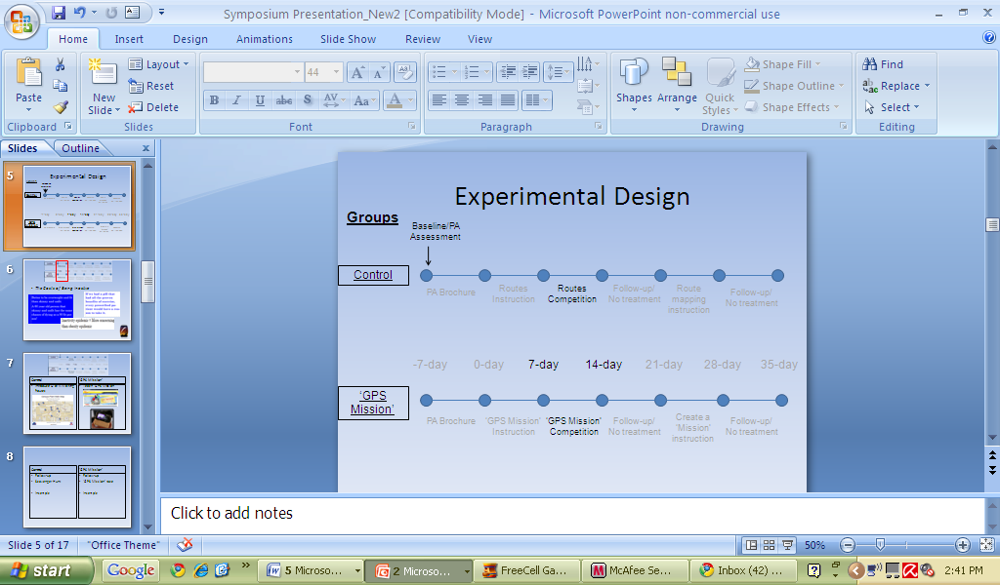 Symposium Presentation_New2 [Compatibility Mode] - Microsoft PowerPoint non-commercial use
Home Insert Design Animations Slide Show Review View
Paste
New Slide
Layout
Reset
Delete
44
B I U abc S AV Aa A
Shapes Arrange Quick Styles
Shape Fill
Shape Outline
Shape Effects
Find
Replace
Select
Clipboard Slides Font Paragraph Drawing Editing
Slides Outline x
5
Experimental Design
6
7
8
Experimental Design
Groups
Baseline/PA
Assessment
Control
PA Brochure
Routes
Instruction
Routes
Competition
Follow-up/
No treatment
Route
mapping
instruction
Follow-up/
No treatment
-7-day 0-day 7-day 14-day 21-day 28-day 35-day
‘GPS
Mission’
PA Brochure
‘GPS Mission’
Instruction
‘GPS Mission’
Competition
Follow-up/
No treatment
Create a
‘Mission’
instruction
Follow-up/
No treatment
Click to add notes
Slide 5 of 17 "Office Theme" 50%
start Google 5 Microso... 2 Microso... FreeCell Ga... McAfee Se... Inbox (42) ... 2:41 PM